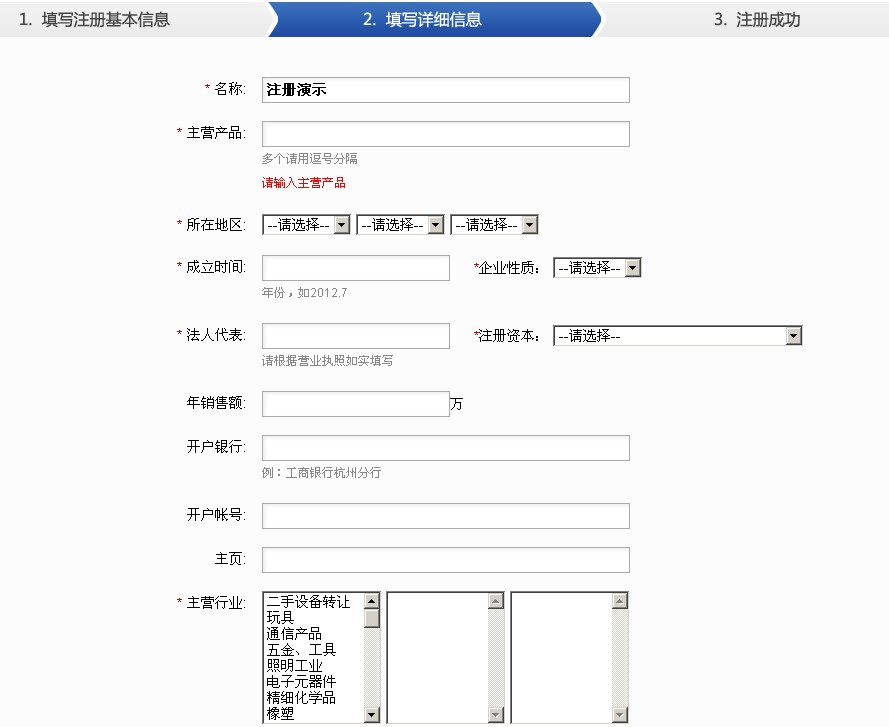 1. 填写注册基本信息 2. 填写详细信息 3. 注册成功
* 名称: 注册演示
* 主营产品:
多个请用逗号分隔
请输入主营产品
* 所在地区: --请选择-- --请选择-- --请选择--
* 成立时间: *企业性质： --请选择--
年份，如2012.7
* 法人代表: *注册资本： --请选择--
请根据营业执照如实填写
年销售额: 万
开户银行:
例：工商银行杭州分行
开户帐号:
主页:
* 主营行业: 二手设备转让
玩具
通信产品
五金、工具
照明工业
电子元器件
精细化学品
橡塑